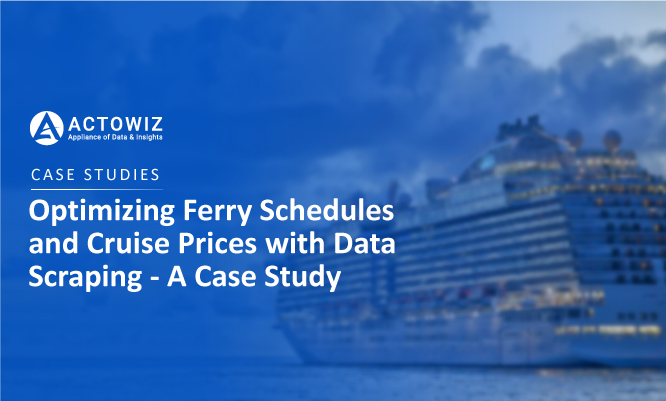 ACTOWIZ
Appliance of Data & Insights
CASE STUDIES
Optimizing Ferry Schedules
and Cruise Prices with Data
Scraping - A Case Study